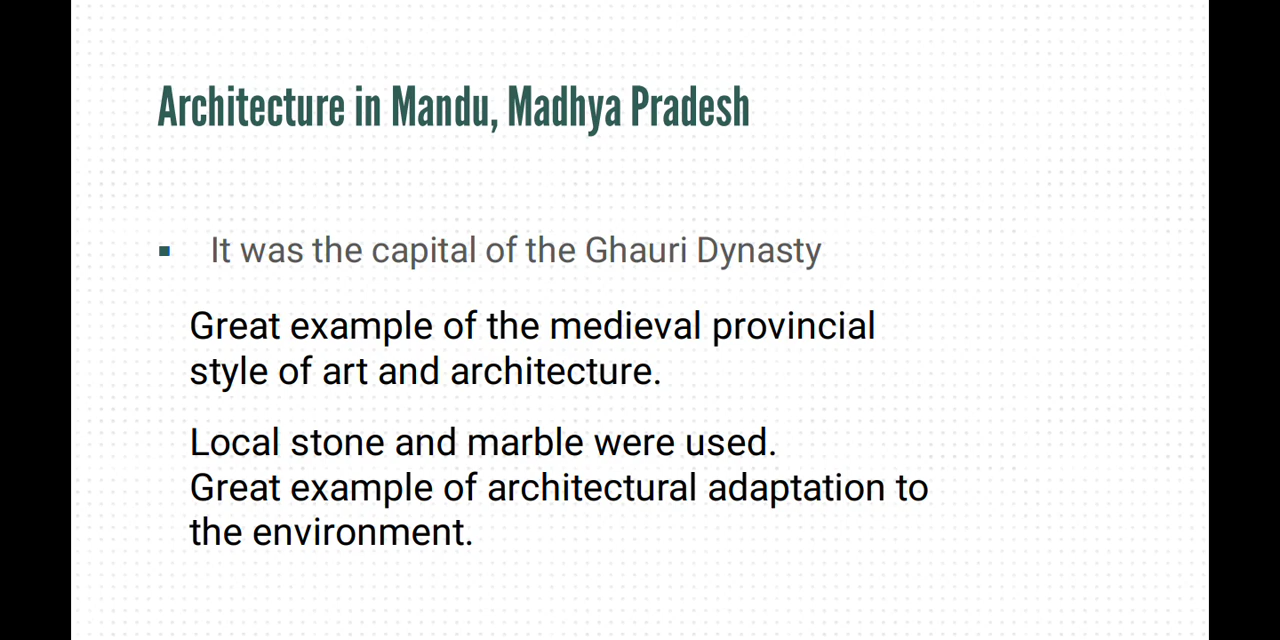 Architecture in Mandu, Madhya Pradesh
▪ It was the capital of the Ghauri Dynasty
Great example of the medieval provincial
style of art and architecture.
Local stone and marble were used.
Great example of architectural adaptation to
the environment.